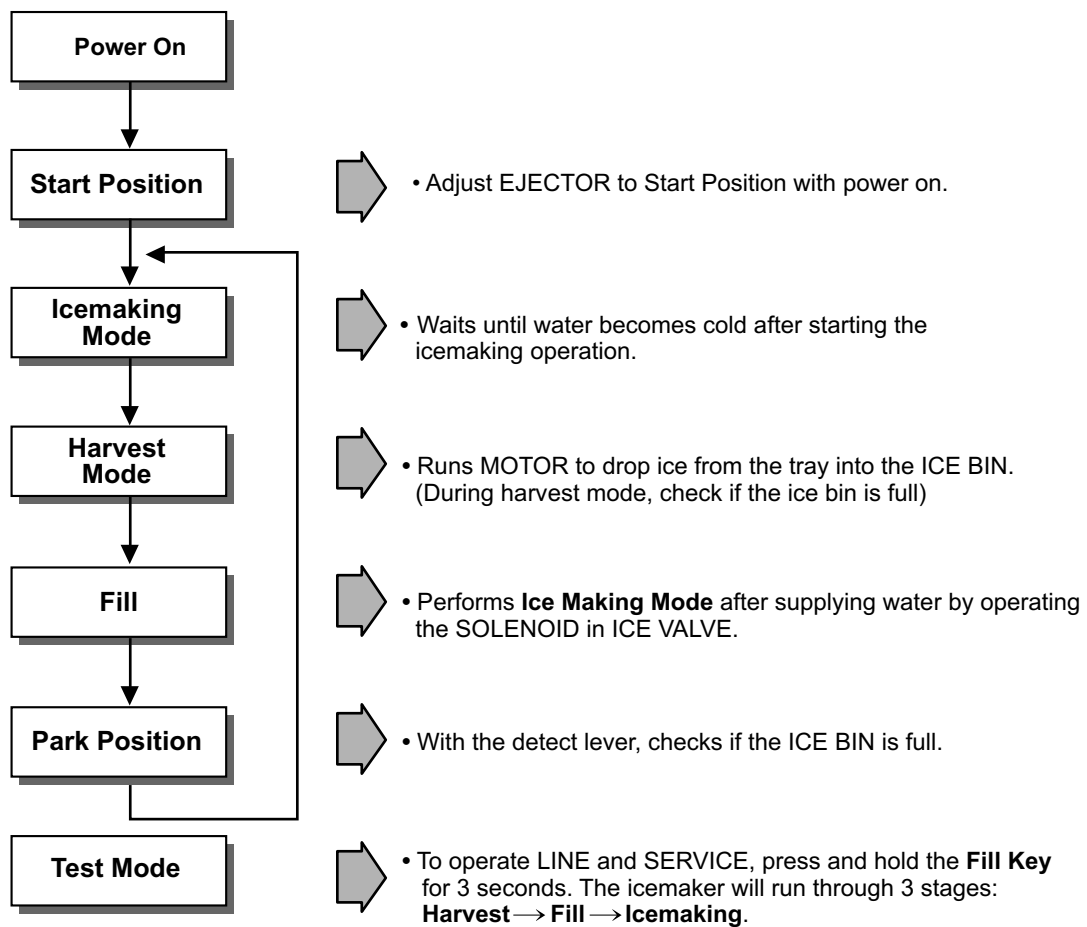 Power On
Start Position
• Adjust EJECTOR to Start Position with power on.
Icemaking
Mode
• Waits until water becomes cold after starting the
icemaking operation.
Harvest
Mode
• Runs MOTOR to drop ice from the tray into the ICE BIN.
(During harvest mode, check if the ice bin is full)
Fill
• Performs Ice Making Mode after supplying water by operating
the SOLENOID in ICE VALVE.
Park Position
• With the detect lever, checks if the ICE BIN is full.
Test Mode
• To operate LINE and SERVICE, press and hold the Fill Key
for 3 seconds. The icemaker will run through 3 stages:
Harvest → Fill → Icemaking.